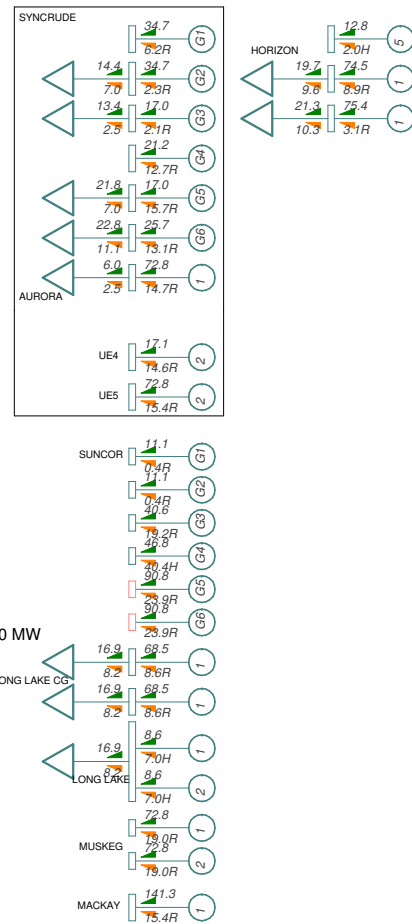 SYNCRUDE
34.7
6.2R
G1
14.4
7.0
34.7
2.3R
G2
13.4
2.5
17.0
2.1R
G3
21.2
12.7R
G4
21.8
7.0
17.0
15.7R
G5
22.8
11.1
25.7
13.1R
G6
6.0
2.5
72.8
14.7R
1
AURORA
UE4
17.1
14.6R
2
UE5
72.8
15.4R
2
HORIZON
12.8
2.0H
5
19.7
9.6
74.5
8.9R
1
21.3
10.3
75.4
3.1R
1
SUNCOR
11.1
0.4R
G1
11.1
0.4R
G2
40.6
19.2R
G3
46.8
40.4H
G4
90.8
23.9R
G5
90.8
23.9R
G6
0 MW
16.9
8.2
68.5
8.6R
1
ONG LAKE CG
16.9
8.2
68.5
8.6R
1
16.9
8.2
LONG LAKE
8.6
7.0H
1
8.6
7.0H
2
MUSKEG
72.8
19.0R
1
72.8
19.0R
2
MACKAY
141.3
15.4R
1